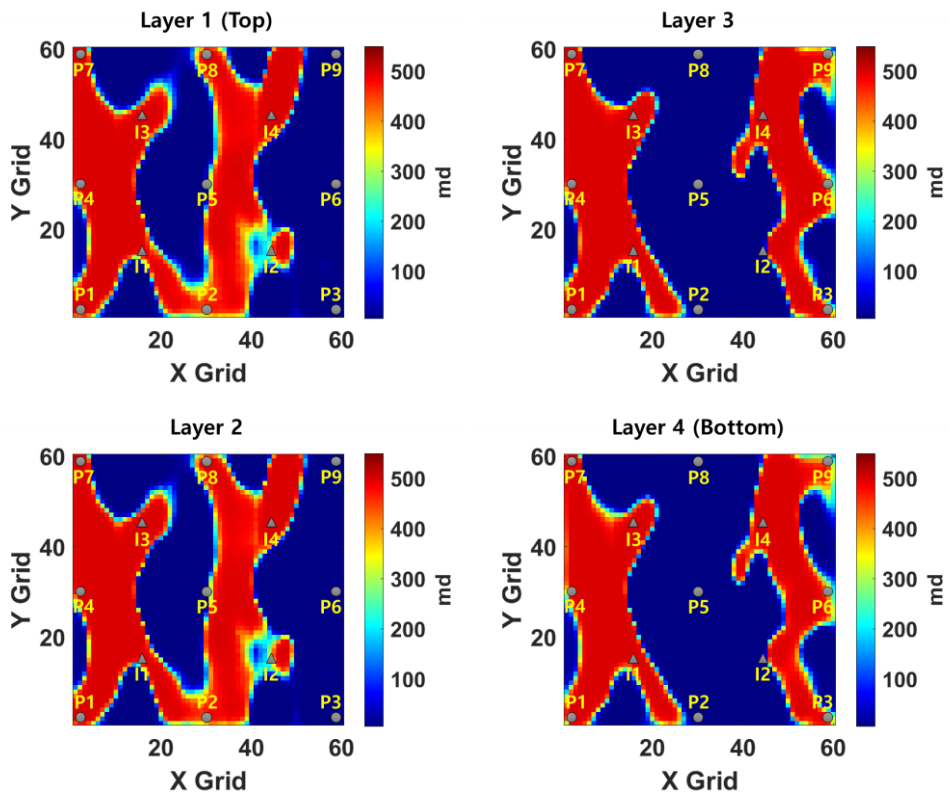 Layer 1 (Top)
60
40
20
Y Grid
P7
P8
P9
I3
I4
P4
P5
P6
I1
I2
P1
P2
P3
20
40
60
X Grid
500
400
300
200
100
md
Layer 3
60
40
20
Y Grid
P7
P8
P9
I3
I4
P4
P5
P6
I1
I2
P1
P2
P3
20
40
60
X Grid
500
400
300
200
100
md
Layer 2
60
40
20
Y Grid
P7
P8
P9
I3
I4
P4
P5
P6
I1
I2
P1
P2
P3
20
40
60
X Grid
500
400
300
200
100
md
Layer 4 (Bottom)
60
40
20
Y Grid
P7
P8
P9
I3
I4
P4
P5
P6
I1
I2
P1
P2
P3
20
40
60
X Grid
500
400
300
200
100
md